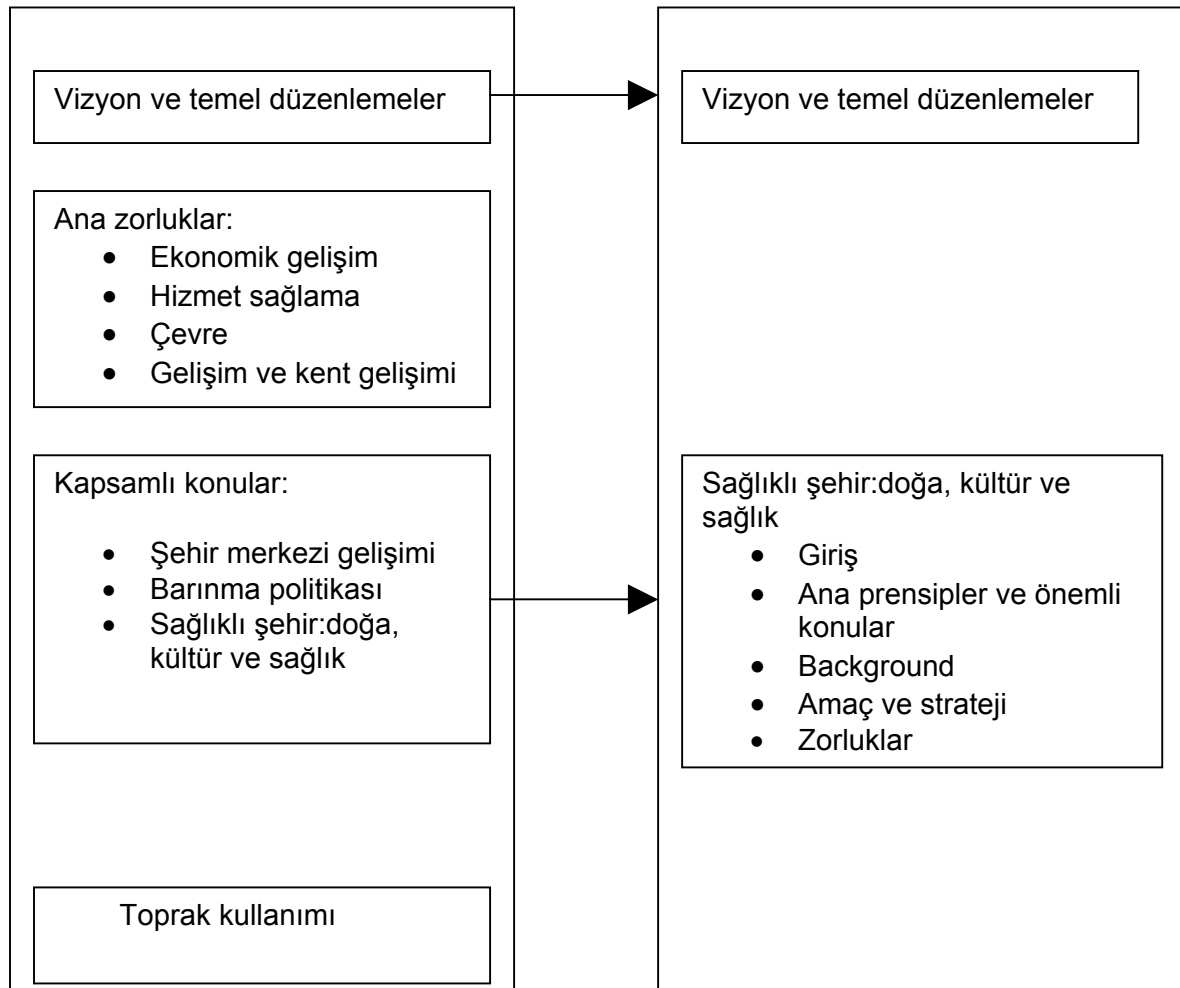 Vizyon ve temel düzenlemeler
Ana zorluklar:
• Ekonomik gelişim
• Hizmet sağlama
• Çevre
• Gelişim ve kent gelişimi
Kapsamlı konular:
• Şehir merkezi gelişimi
• Barınma politikası
• Sağlıklı şehir:doğa,
kültür ve sağlık
Toprak kullanımı
Vizyon ve temel düzenlemeler
Sağlıklı şehir:doğa, kültür ve
sağlık
• Giriş
• Ana prensipler ve önemli
konular
• Background
• Amaç ve strateji
• Zorluklar